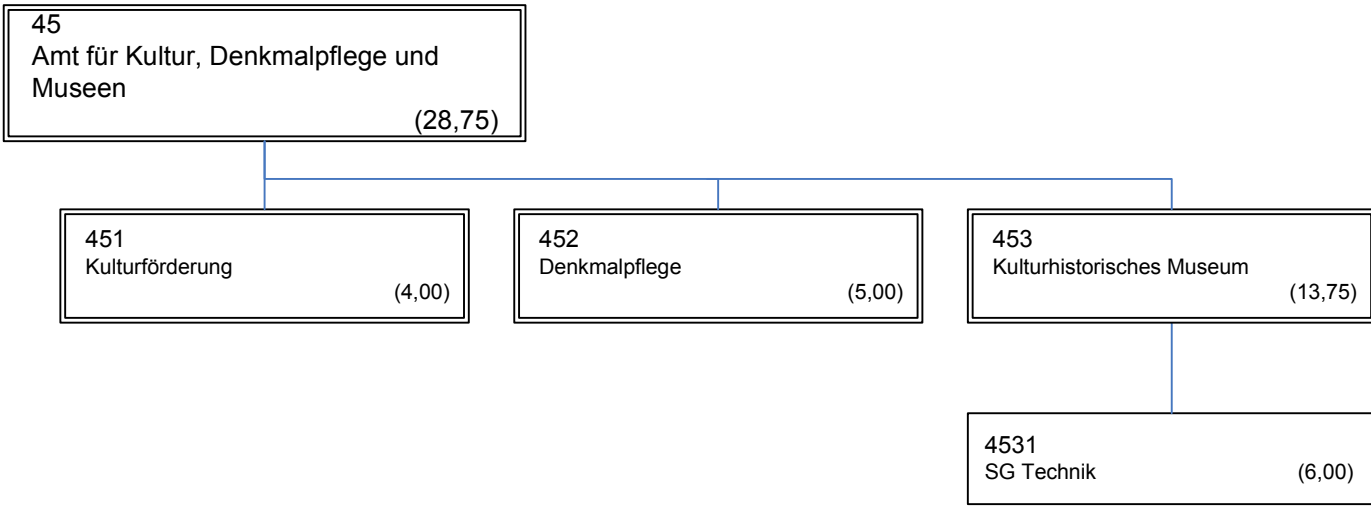 45
Amt für Kultur, Denkmalpflege und
Museen
(28,75)
451
Kulturförderung
(4,00)
452
Denkmalpflege
(5,00)
453
Kulturhistorisches Museum
(13,75)
4531
SG Technik (6,00)